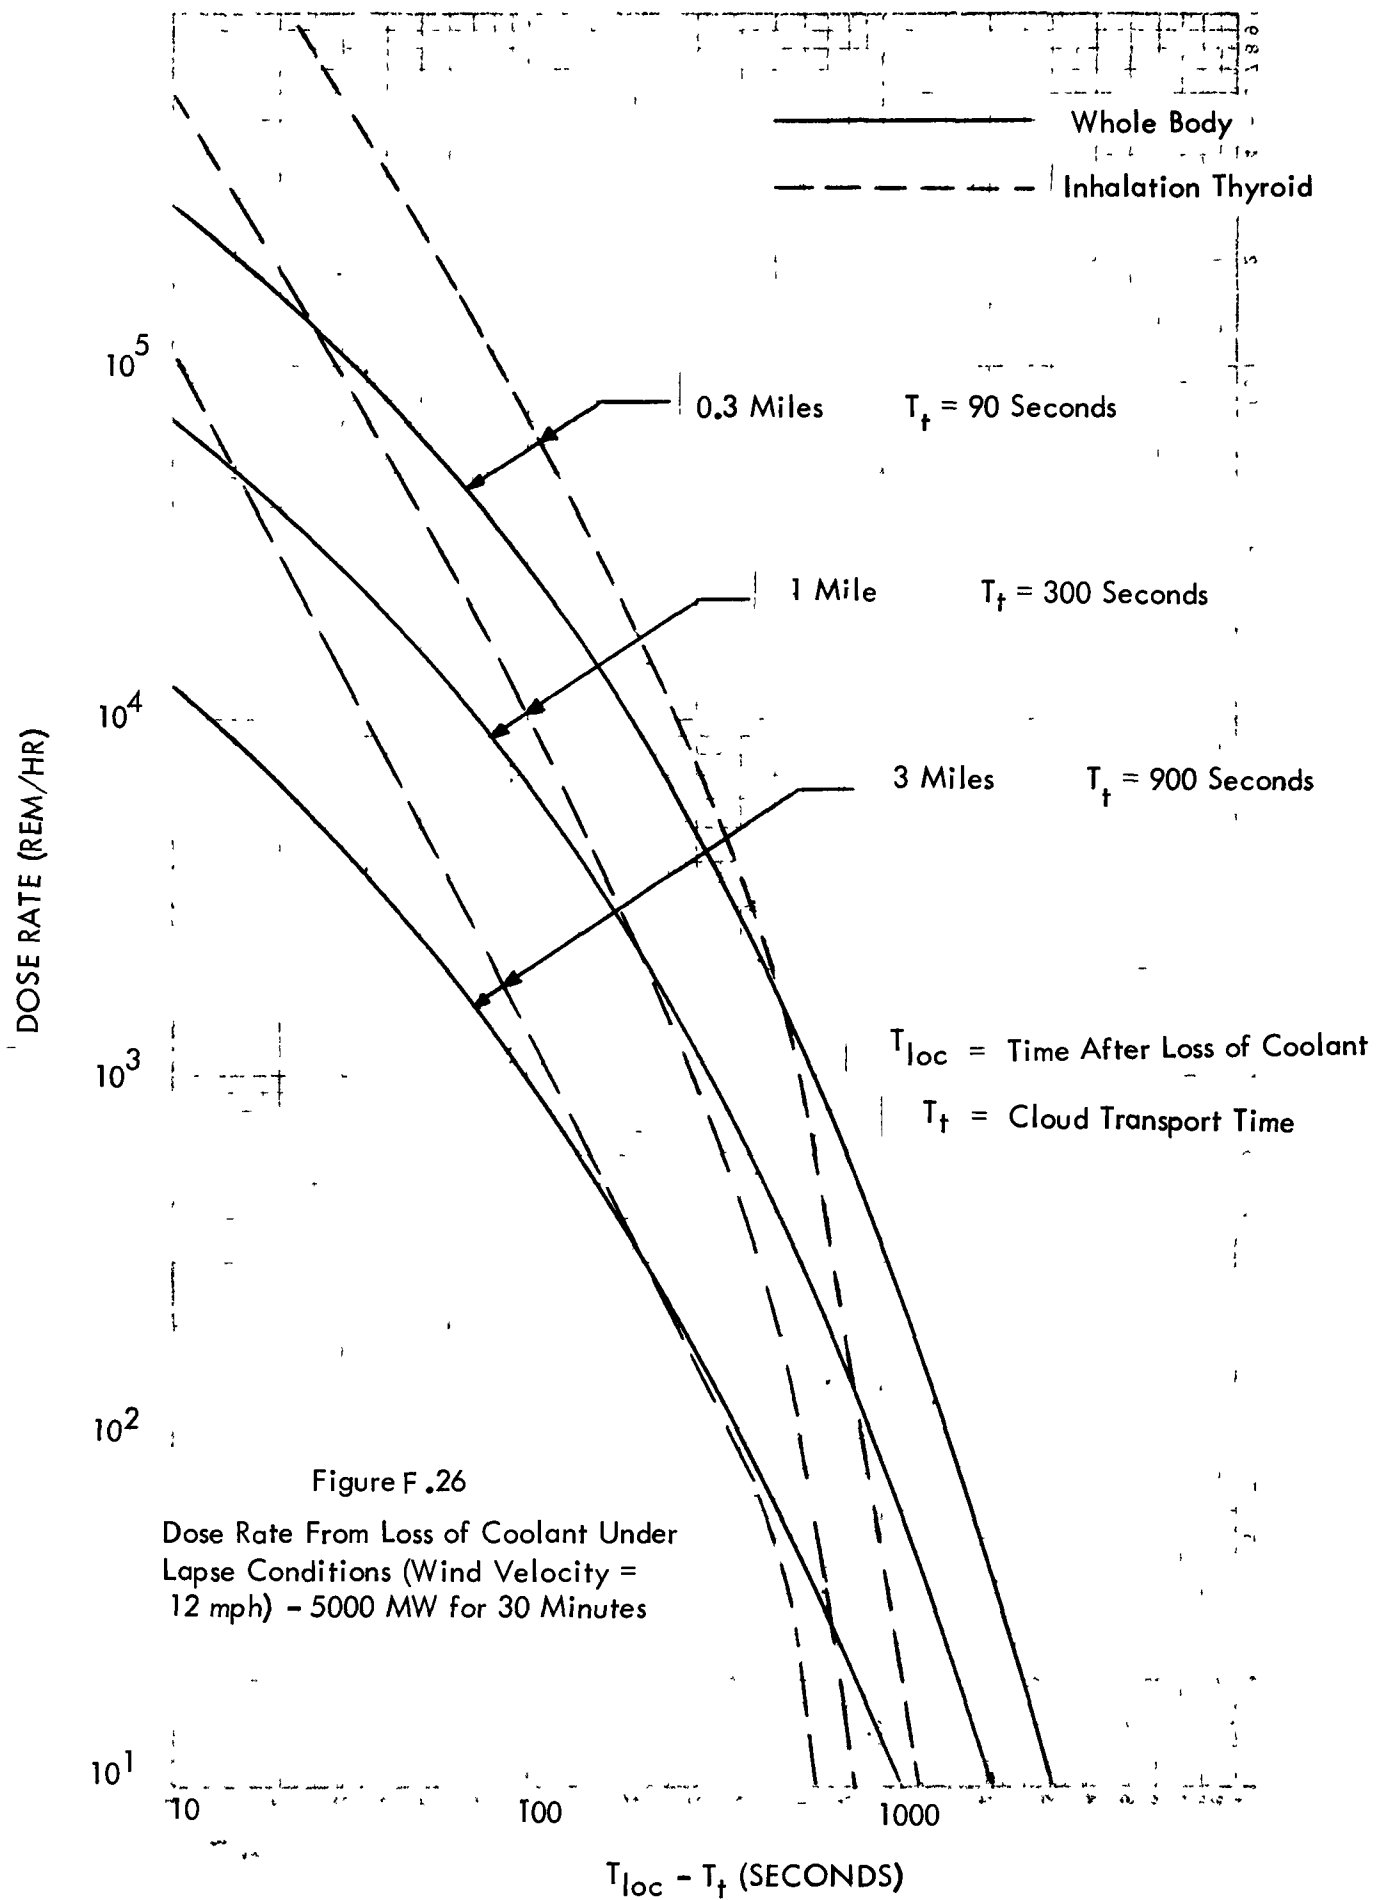 Whole Body
Inhalation Thyroid
10^5
0.3 Miles T_t = 90 Seconds
1 Mile T_t = 300 Seconds
10^4
3 Miles T_t = 900 Seconds
DOSE RATE (REM/HR)
T_loc = Time After Loss of Coolant
10^3
T_t = Cloud Transport Time
10^2
Figure F.26
Dose Rate From Loss of Coolant Under
Lapse Conditions (Wind Velocity =
12 mph) - 5000 MW for 30 Minutes
10^1
10 100 1000
T_loc - T_t (SECONDS)